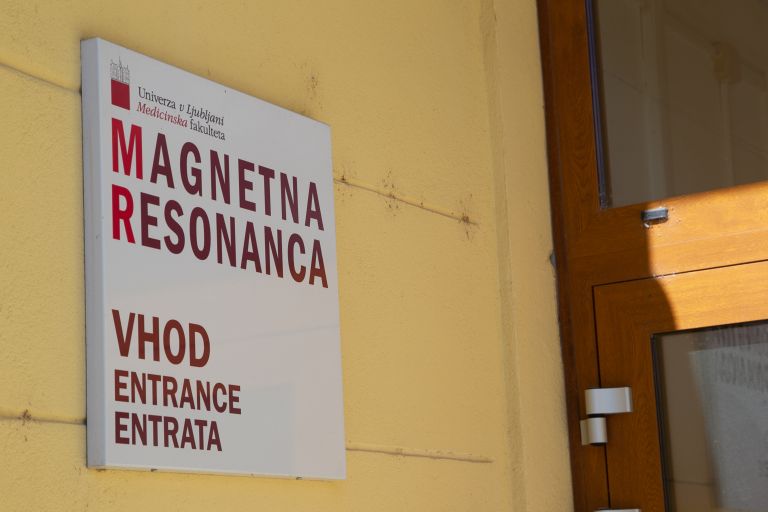 Univerza v Ljubljani
Medicinska fakulteta
MAGNETNA
RESONANCA
VHOD
ENTRANCE
ENTRATA